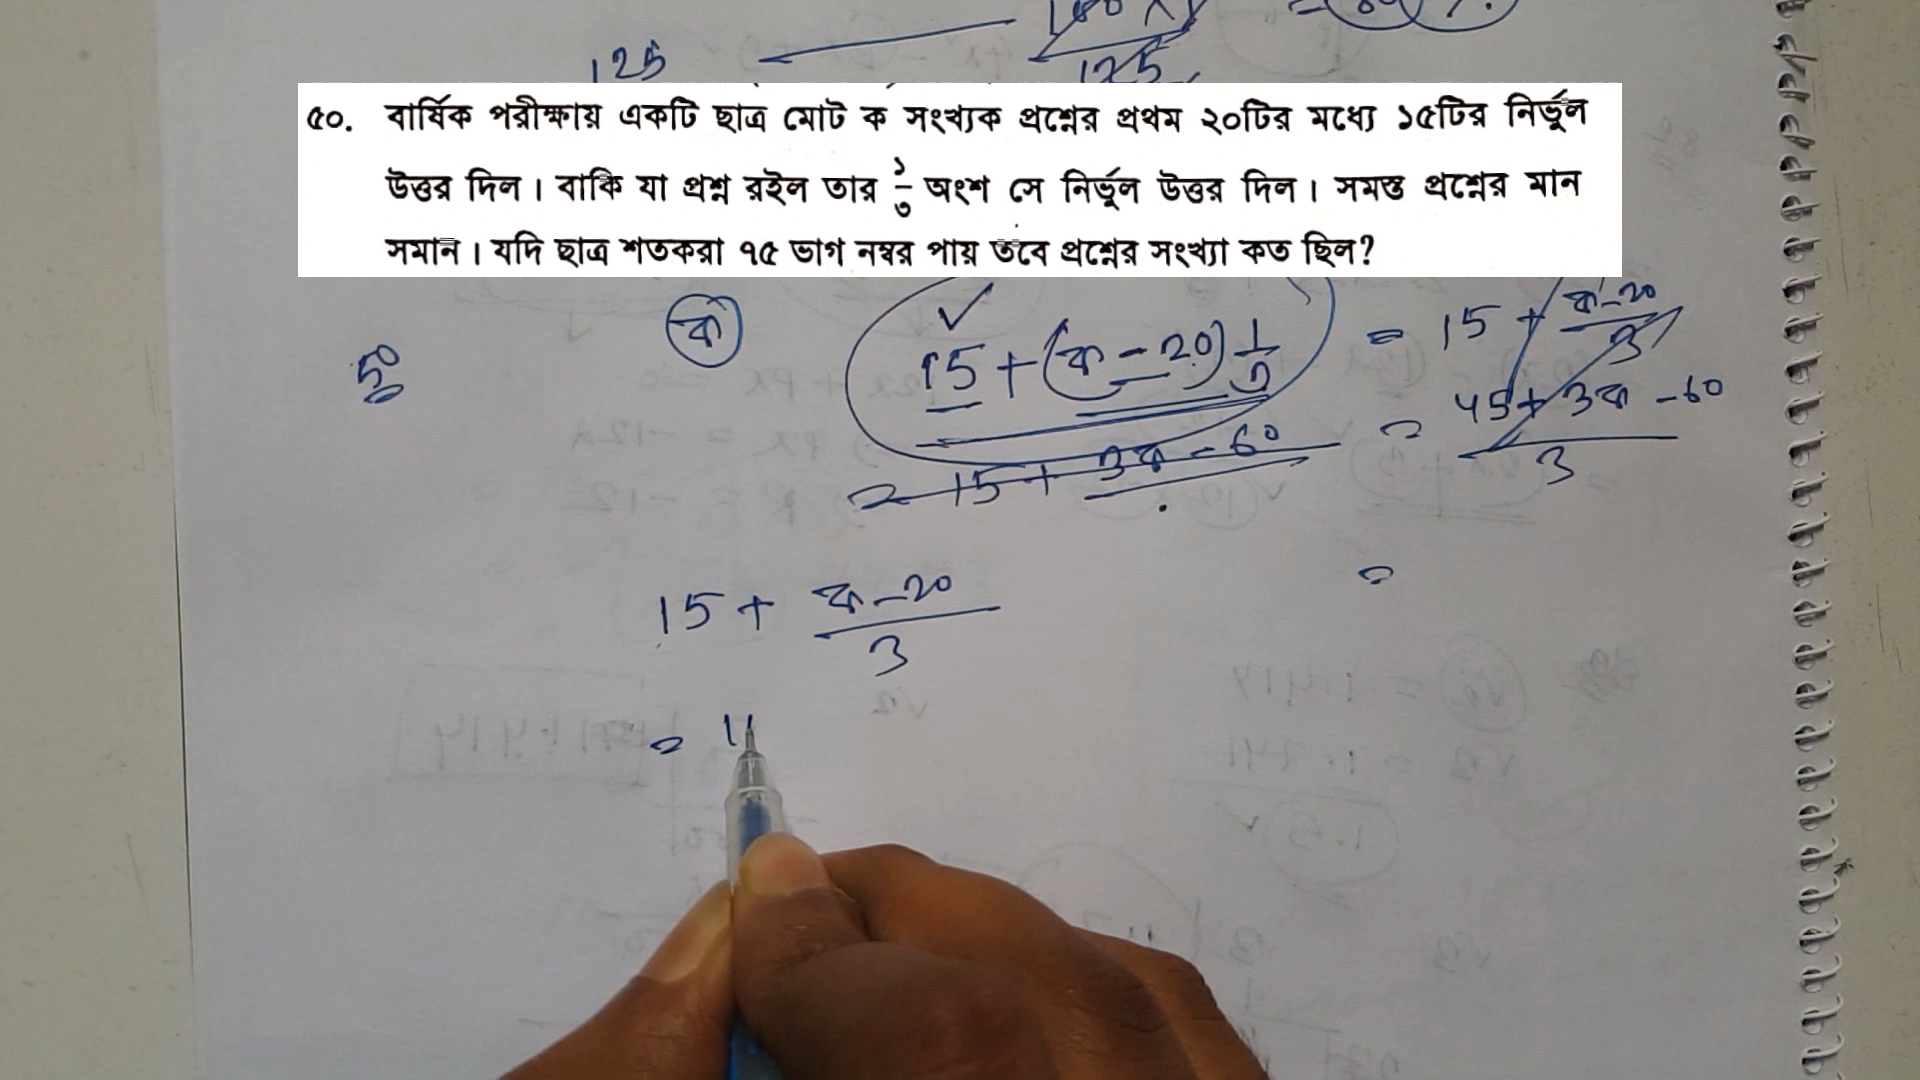 125
125
৫০. বার্ষিক পরীক্ষায় একটি ছাত্র মোট ক সংখ্যক প্রশ্নের প্রথম ২০টির মধ্যে ১৫টির নির্ভুল
উত্তর দিল। বাকি যা প্রশ্ন রইল তার ১/৩ অংশ সে নির্ভুল উত্তর দিল। সমস্ত প্রশ্নের মান
সমান। যদি ছাত্র শতকরা ৭৫ ভাগ নম্বর পায় তবে প্রশ্নের সংখ্যা কত ছিল?
50
ক
15 + (ক - 20) 1/3 = 15 + ক-20/3
= 15 + 3ক - 60
= 45 + 3ক - 60 / 3
=
15 + ক-20/3
=